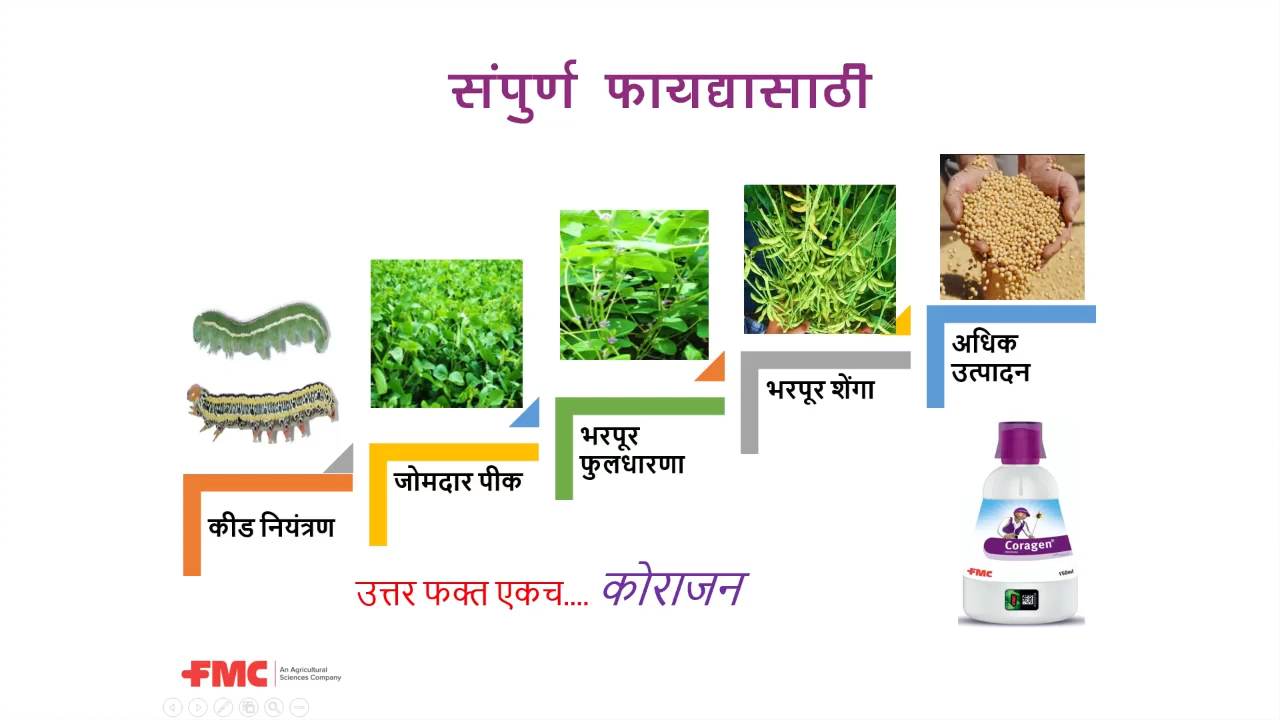 संपुर्ण फायद्यासाठी
कीड नियंत्रण
जोमदार पीक
भरपूर
फुलधारणा
भरपूर शेंगा
अधिक
उत्पादन
उत्तर फक्त एकच.... कोराजन
Coragen®
FMC
150ml
FMC
An Agricultural
Sciences Company